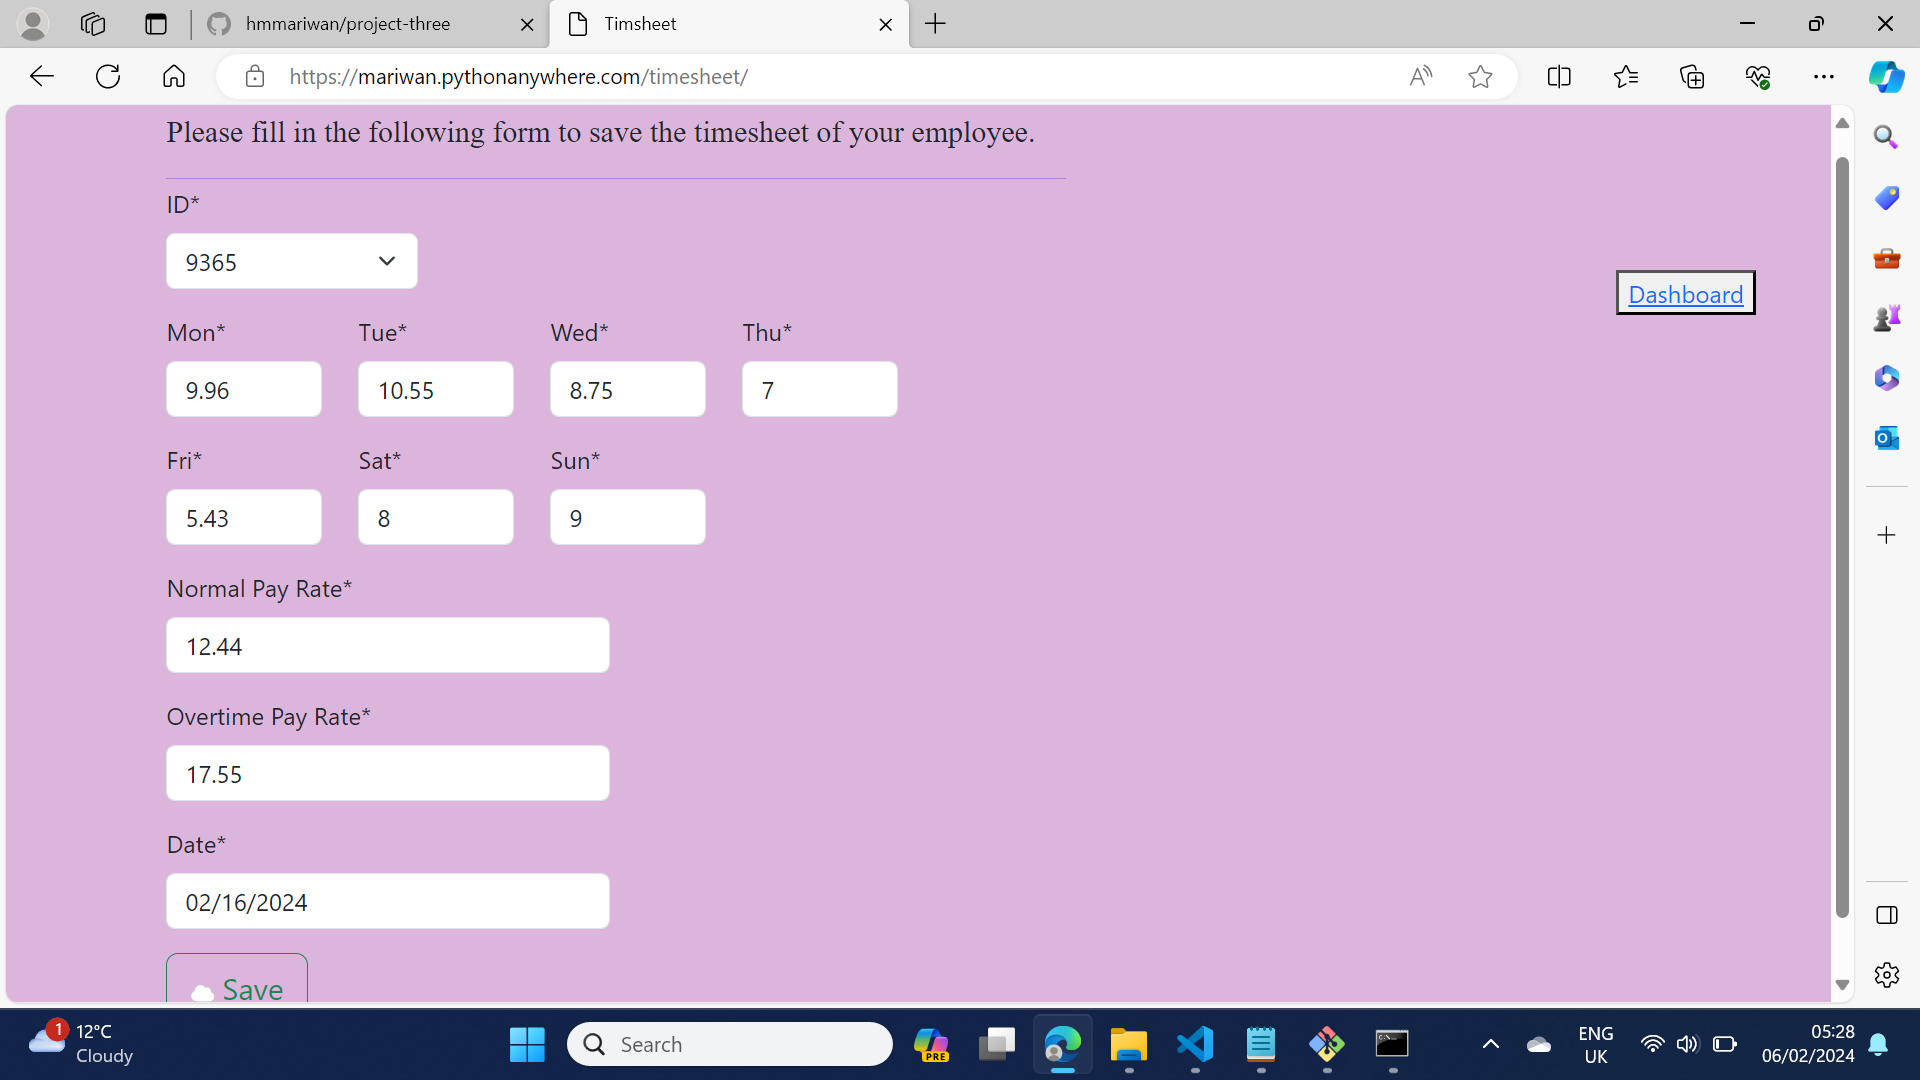 hmmariwan/project-three
Timsheet
https://mariwan.pythonanywhere.com/timesheet/
Please fill in the following form to save the timesheet of your employee.
ID*
9365
Dashboard
Mon* Tue* Wed* Thu*
9.96 10.55 8.75 7
Fri* Sat* Sun*
5.43 8 9
Normal Pay Rate*
12.44
Overtime Pay Rate*
17.55
Date*
02/16/2024
Save
1
12°C
Cloudy
Search
PRE
ENG
UK
05:28
06/02/2024